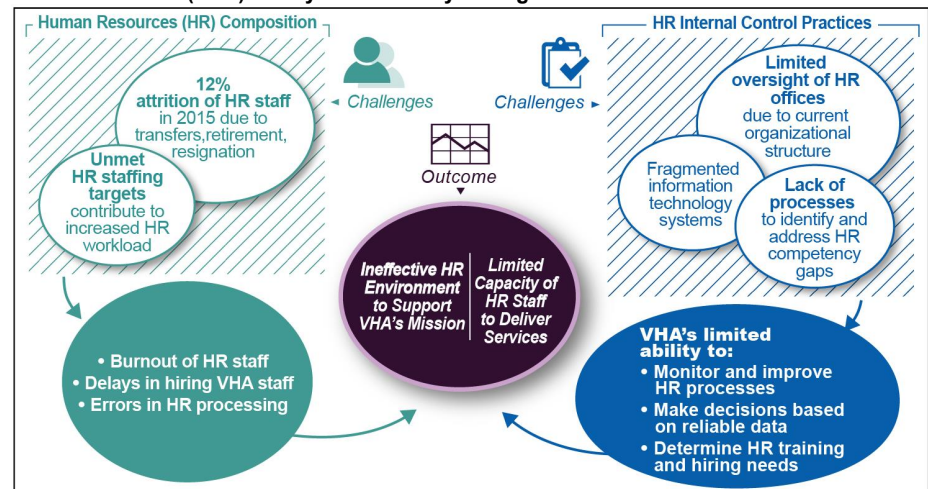 Human Resources (HR) Composition
12%
attrition of HR staff
in 2015 due to
transfers,retirement,
resignation
Unmet
HR staffing
targets
contribute to
increased HR
workload
Challenges
• Burnout of HR staff
• Delays in hiring VHA staff
• Errors in HR processing
HR Internal Control Practices
Challenges
Limited
oversight of HR
offices
due to current
organizational
structure
Fragmented
information
technology
systems
Lack of
processes
to identify and
address HR
competency
gaps
VHA's limited
ability to:
• Monitor and improve
HR processes
• Make decisions based
on reliable data
• Determine HR training
and hiring needs
Outcome
Ineffective HR
Environment
to Support
VHA's Mission
Limited
Capacity of
HR Staff
to Deliver
Services